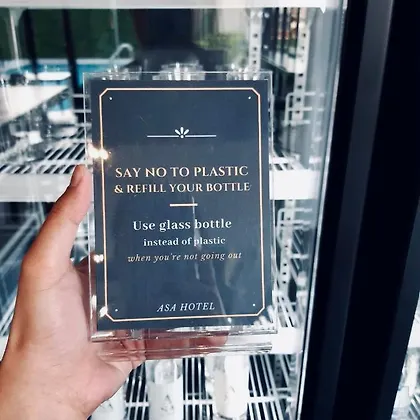 SAY NO TO PLASTIC
& REFILL YOUR BOTTLE
Use glass bottle
instead of plastic
when you're not going out
ASA HOTEL